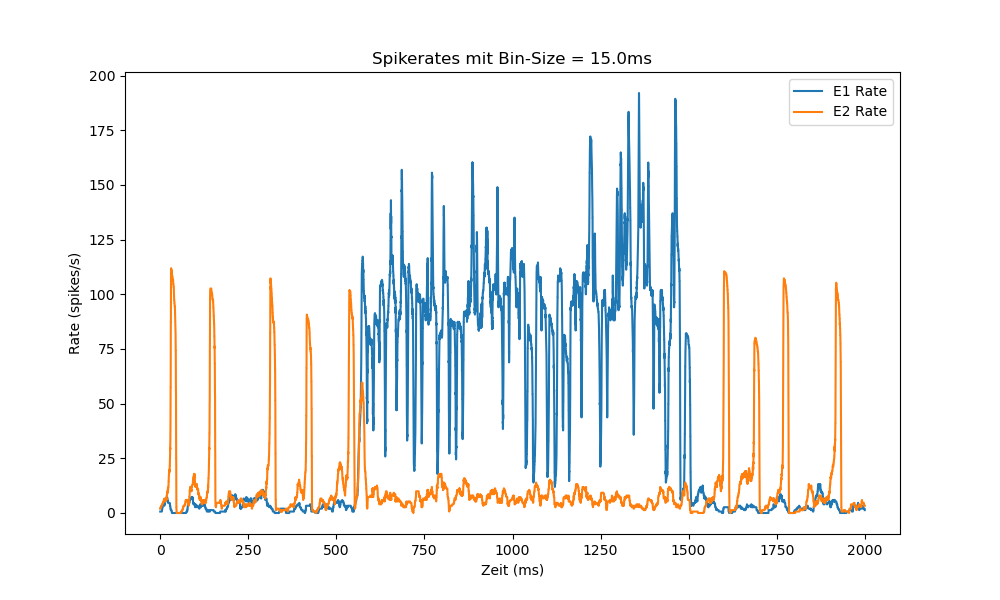 Spikerates mit Bin-Size = 15.0ms
E1 Rate
E2 Rate
Rate (spikes/s)
200
175
150
125
100
75
50
25
0
0 250 500 750 1000 1250 1500 1750 2000
Zeit (ms)